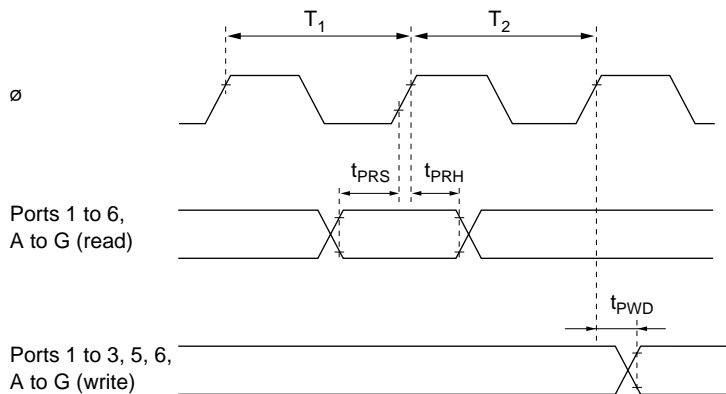 T1 T2
ø
tPRS tPRH
Ports 1 to 6,
A to G (read)
tPWD
Ports 1 to 3, 5, 6,
A to G (write)